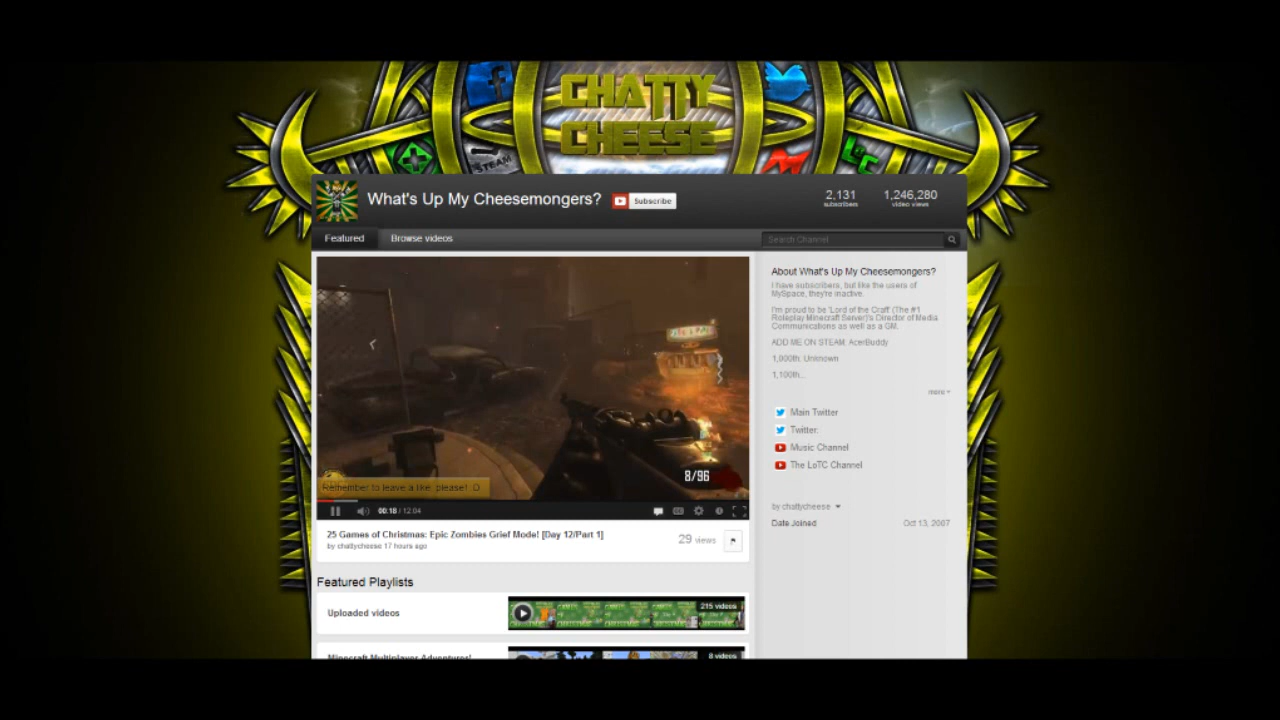 CHATTY
CHEESE
STEAM
LoC
What's Up My Cheesemongers?
Subscribe
2,131
subscribers
1,246,280
video views
Featured
Browse videos
Search Channel
8/96
Remember to leave a like, please! :D
00:18 / 12:04
25 Games of Christmas: Epic Zombies Grief Mode! [Day 12/Part 1]
by chattycheese 17 hours ago
29 views
Featured Playlists
Uploaded videos
215 videos
Minecraft Multiplayer Adventures!
8 videos
About What's Up My Cheesemongers?
I have subscribers, but like the users of
MySpace, they're inactive.
I'm proud to be 'Lord of the Craft' (The #1
Roleplay Minecraft Server)'s Director of Media
Communications as well as a GM.
ADD ME ON STEAM: AcerBuddy
1,000th: Unknown
1,100th...
more
Main Twitter
Twitter:
Music Channel
The LoTC Channel
by chattycheese
Date Joined
Oct 13, 2007